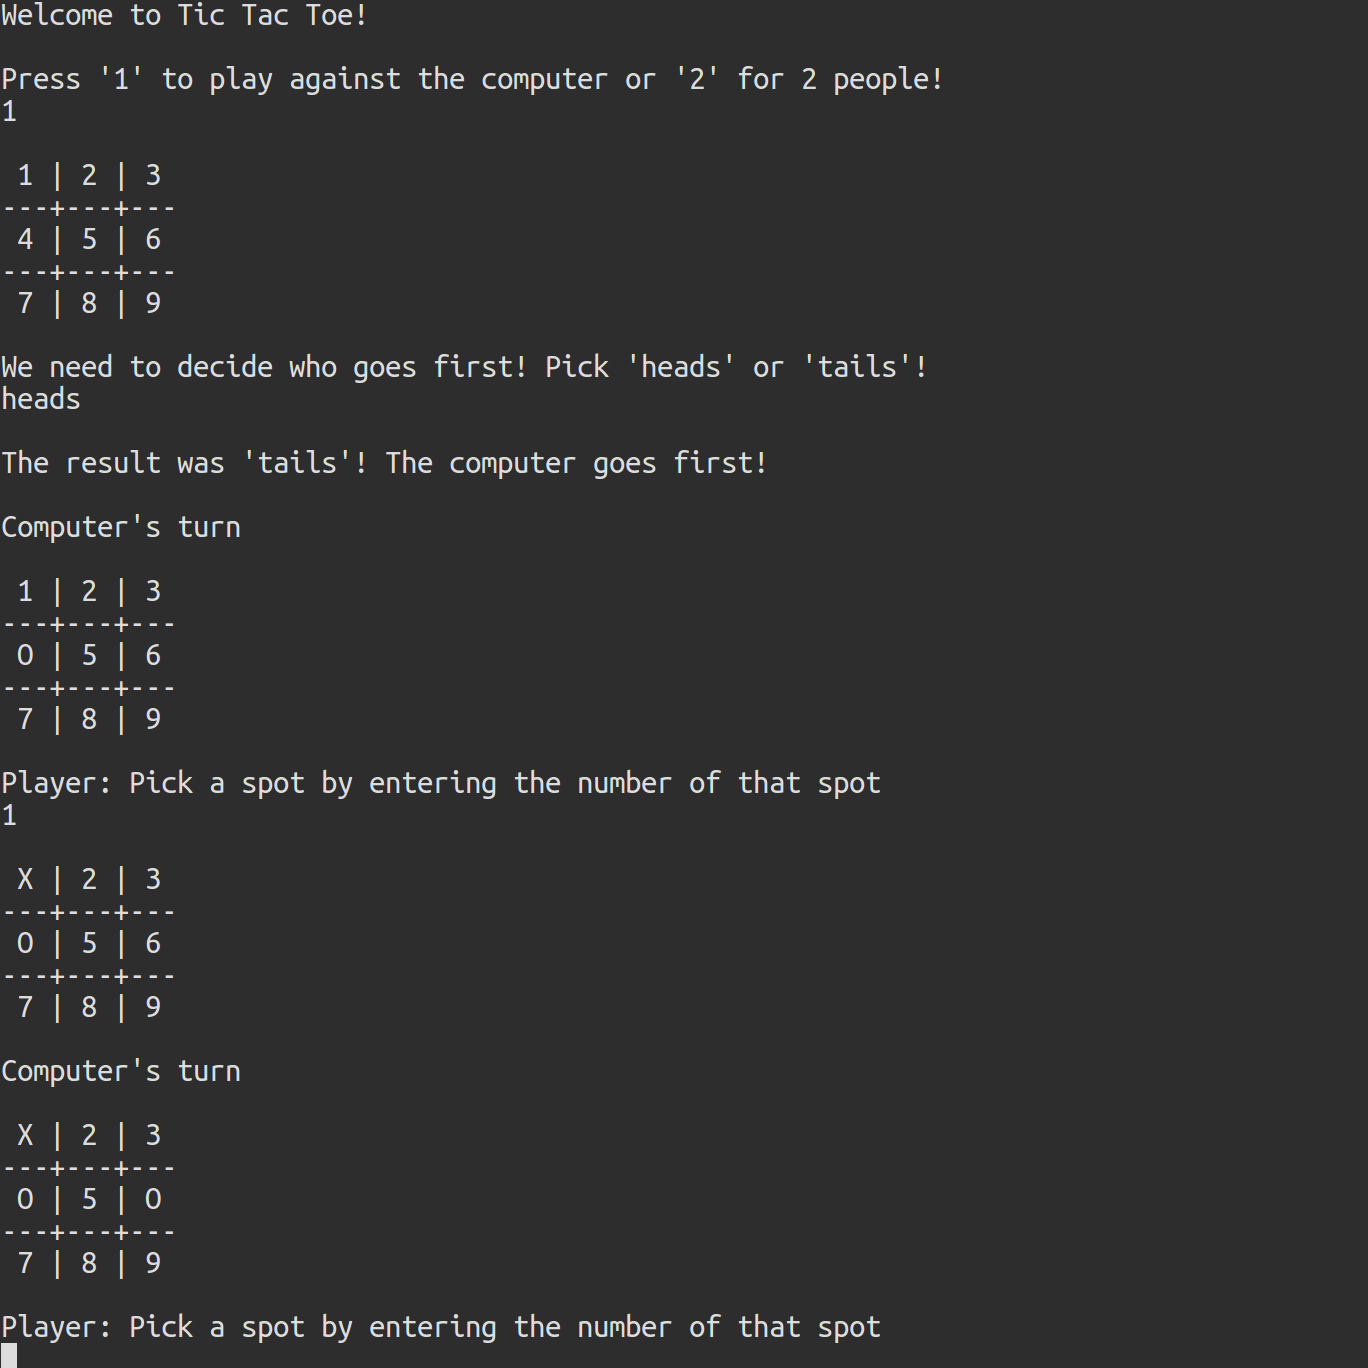 Welcome to Tic Tac Toe!
Press '1' to play against the computer or '2' for 2 people!
1
1 | 2 | 3
---+---+---
4 | 5 | 6
---+---+---
7 | 8 | 9
We need to decide who goes first! Pick 'heads' or 'tails'!
heads
The result was 'tails'! The computer goes first!
Computer's turn
1 | 2 | 3
---+---+---
O | 5 | 6
---+---+---
7 | 8 | 9
Player: Pick a spot by entering the number of that spot
1
X | 2 | 3
---+---+---
O | 5 | 6
---+---+---
7 | 8 | 9
Computer's turn
X | 2 | 3
---+---+---
O | 5 | O
---+---+---
7 | 8 | 9
Player: Pick a spot by entering the number of that spot